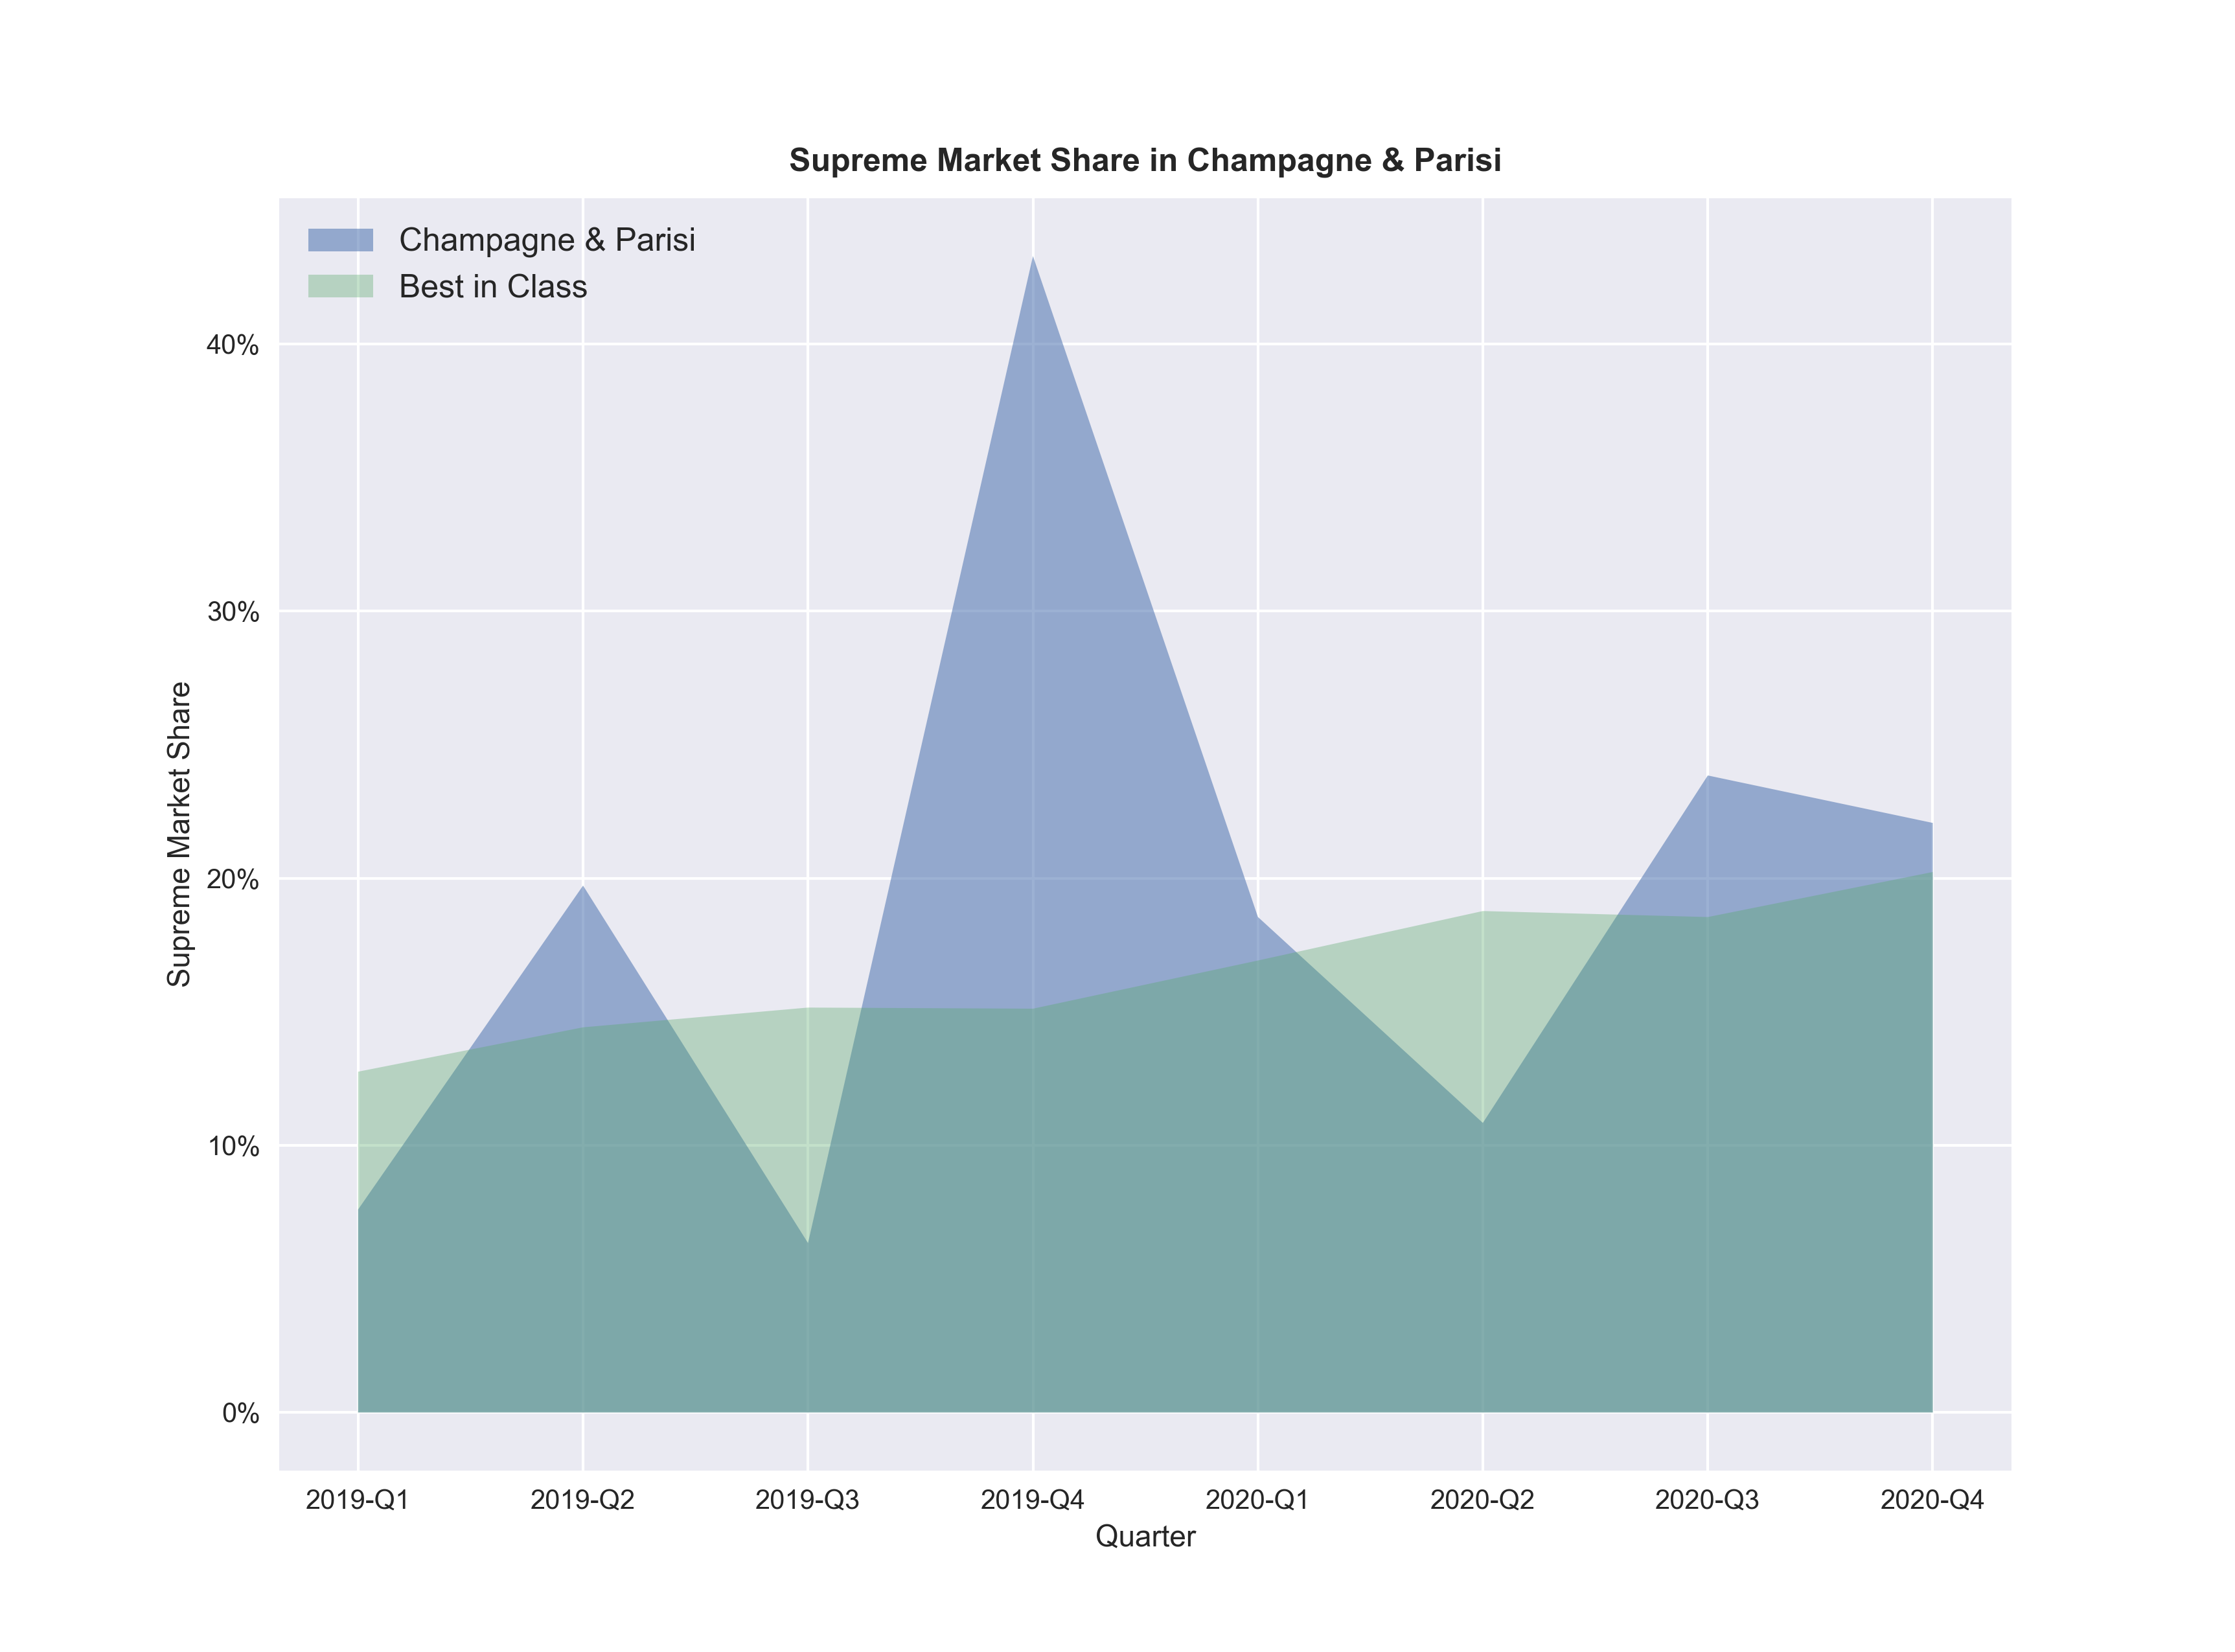 Supreme Market Share in Champagne & Parisi
Champagne & Parisi
Best in Class
40%
30%
20%
10%
0%
Supreme Market Share
2019-Q1 2019-Q2 2019-Q3 2019-Q4 2020-Q1 2020-Q2 2020-Q3 2020-Q4
Quarter